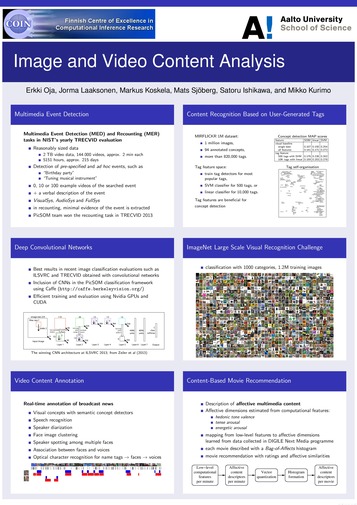 COIN
Finnish Centre of Excellence in
Computational Inference Research
A!
Aalto University
School of Science
Image and Video Content Analysis
Erkki Oja, Jorma Laaksonen, Markus Koskela, Mats Sjöberg, Satoru Ishikawa, and Mikko Kurimo
Multimedia Event Detection
Multimedia Event Detection (MED) and Recounting (MER)
tasks in NIST's yearly TRECVID evaluation
Reasonably sized data
2 TB video data, 144 000 videos, approx. 2 min each
5151 hours, approx. 215 days
Detection of pre-specified and ad hoc events, such as
"Birthday party"
"Tuning musical instrument"
0, 10 or 100 example videos of the searched event
+ a verbal description of the event
VisualSys, AudioSys and FullSys
in recounting, minimal evidence of the event is extracted
PicSOM team won the recounting task in TRECVID 2013
Content Recognition Based on User-Generated Tags
MIRFLICKR 1M dataset:
1 million images,
94 annotated concepts,
more than 830.000 tags.
Tag feature space:
train tag detectors for most
popular tags,
SVM classifier for 600 tags; or
linear classifier for 10.000 tags
Tag features are beneficial for
concept detection
Concept detection MAP-scores
Tag self-organisation
Deep Convolutional Networks
Best results in recent image classification evaluations such as
ILSVRC and TRECVID obtained with convolutional networks
Inclusion of CNNs in the PicSOM classification framework
using Caffe (http://caffe.berkeleyvision.org/)
Efficient training and evaluation using Nvidia GPUs and
CUDA
The winning CNN architecture at ILSVRC 2013, from Zeiler et al (2013)
ImageNet Large Scale Visual Recognition Challenge
classification with 1000 categories, 1.2M training images
Video Content Annotation
Real-time annotation of broadcast news
Visual concepts with semantic concept detectors
Speech recognition
Speaker diarization
Face image clustering
Speaker spotting among multiple faces
Association between faces and voices
Optical character recognition for name tags -> faces -> voices
Content-Based Movie Recommendation
Description of affective multimedia content
Affective dimensions estimated from computational features:
hedonic tone valence
tense arousal
energetic arousal
mapping from low-level features to affective dimensions
learned from data collected in DIGILE Next Media programme
each movie described with a Bag-of-Affects histogram
movie recommendation with ratings and affective similarities
Low-level
computational
features
per minute
Affective
content
description
per minute
Vector
quantization
Histogram
formation
Affective
content
description
per movie